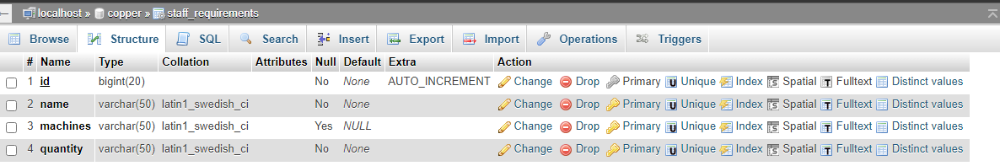 localhost » copper » staff_requirements
Browse Structure SQL Search Insert Export Import Operations Triggers
# Name Type Collation Attributes Null Default Extra Action
1 id bigint(20) No None AUTO_INCREMENT Change Drop Primary Unique Index Spatial Fulltext Distinct values
2 name varchar(50) latin1_swedish_ci No None Change Drop Primary Unique Index Spatial Fulltext Distinct values
3 machines varchar(50) latin1_swedish_ci Yes NULL Change Drop Primary Unique Index Spatial Fulltext Distinct values
4 quantity varchar(50) latin1_swedish_ci No None Change Drop Primary Unique Index Spatial Fulltext Distinct values